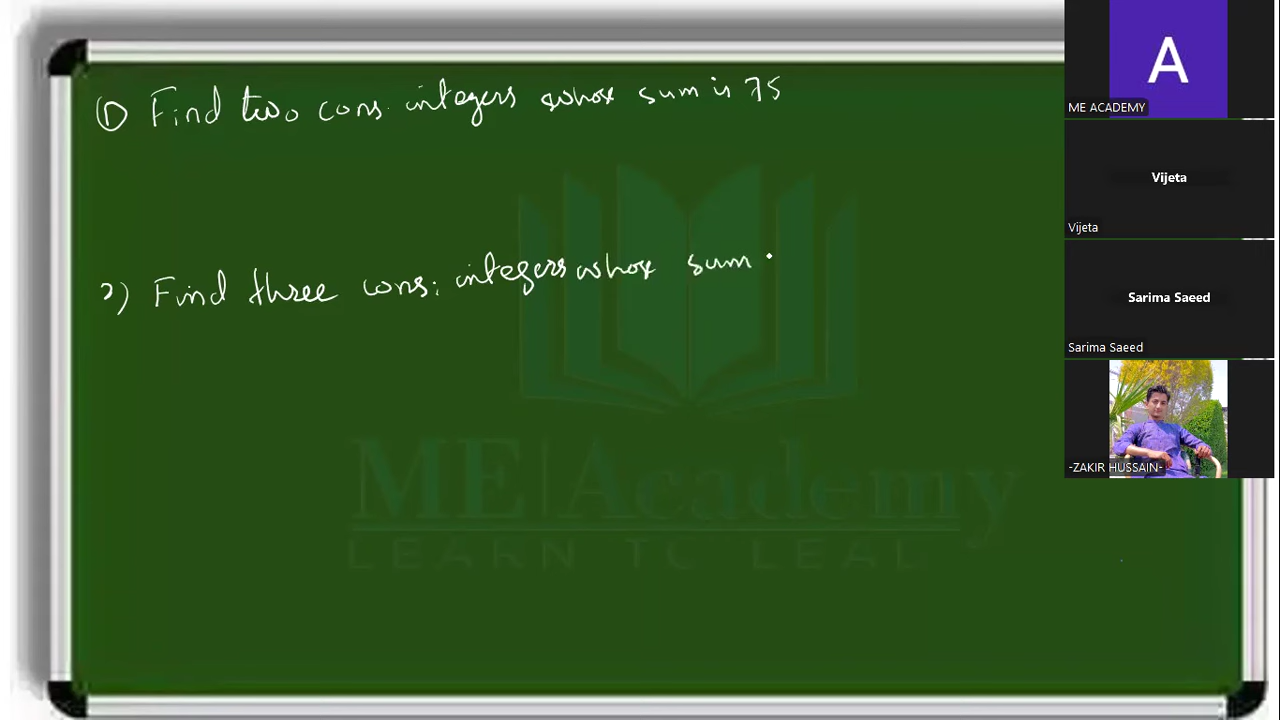 ① Find two cons. integers whose sum is 75
2) Find three cons: integers whose sum
ME | Academy
LEARN TO LEAD
A
ME ACADEMY
Vijeta
Vijeta
Sarima Saeed
Sarima Saeed
-ZAKIR HUSSAIN-